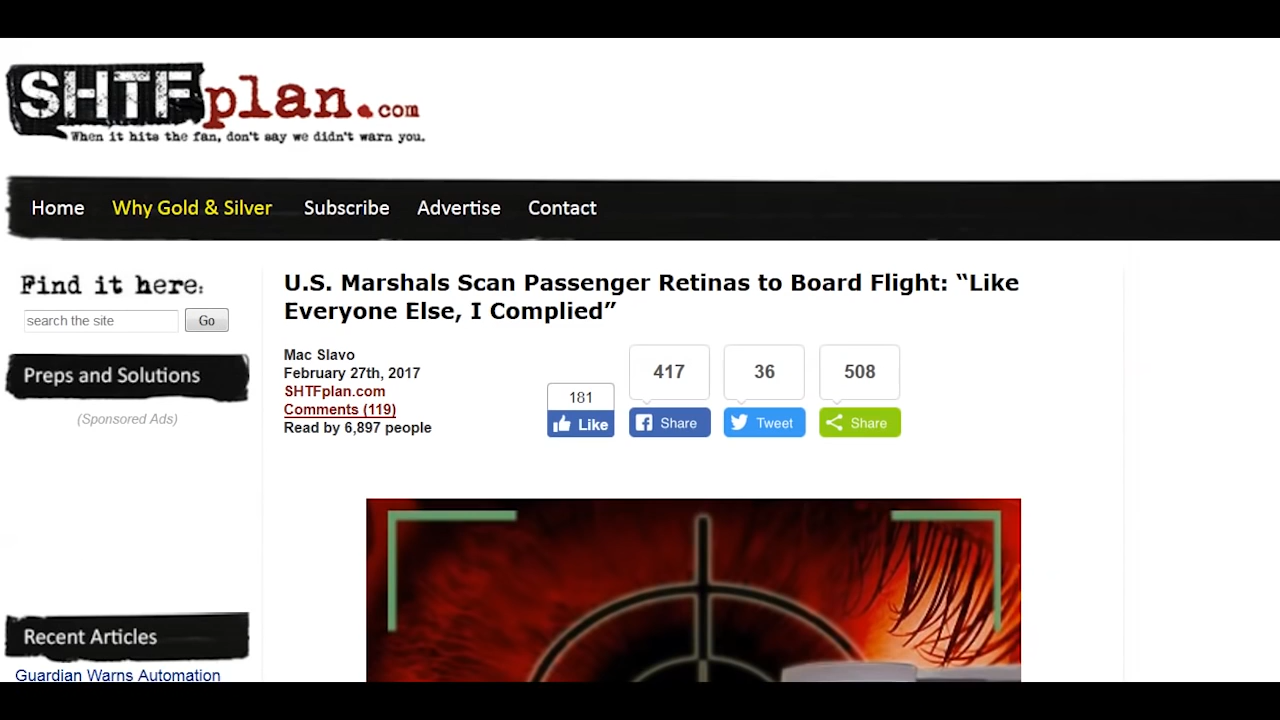 SHTFplan.com
When it hits the fan, don't say we didn't warn you.
Home Why Gold & Silver Subscribe Advertise Contact
Find it here:
search the site Go
Preps and Solutions
(Sponsored Ads)
Recent Articles
Guardian Warns Automation
U.S. Marshals Scan Passenger Retinas to Board Flight: “Like
Everyone Else, I Complied”
Mac Slavo
February 27th, 2017
SHTFplan.com
Comments (119)
Read by 6,897 people
181
Like
417
Share
36
Tweet
508
Share